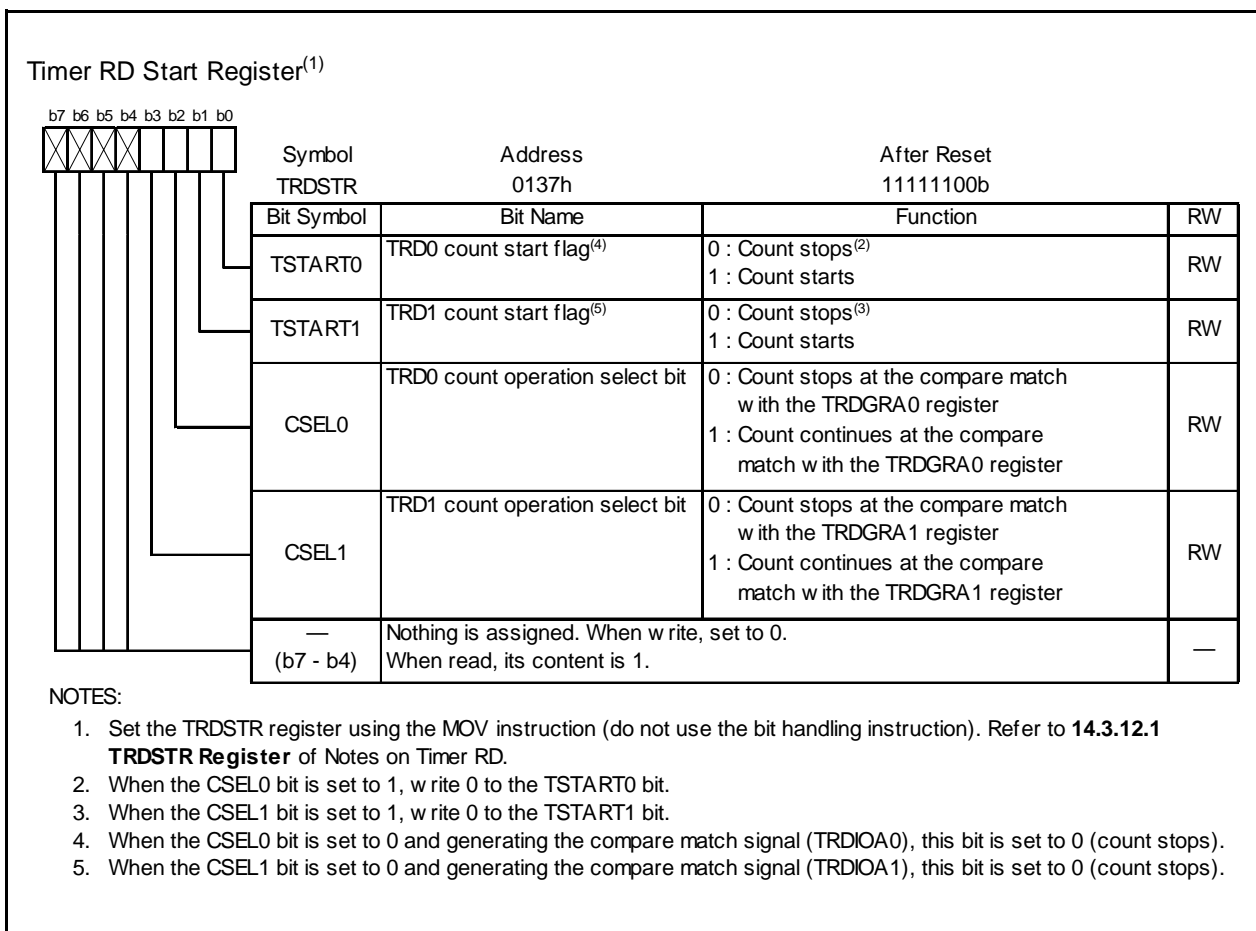 Timer RD Start Register(1)
b7 b6 b5 b4 b3 b2 b1 b0
Symbol Address After Reset
TRDSTR 0137h 11111100b
Bit Symbol Bit Name Function RW
TSTART0 TRD0 count start flag(4) 0 : Count stops(2) RW
1 : Count starts
TSTART1 TRD1 count start flag(5) 0 : Count stops(3) RW
1 : Count starts
CSEL0 TRD0 count operation select bit 0 : Count stops at the compare match RW
with the TRDGRA0 register
1 : Count continues at the compare
match with the TRDGRA0 register
CSEL1 TRD1 count operation select bit 0 : Count stops at the compare match RW
with the TRDGRA1 register
1 : Count continues at the compare
match with the TRDGRA1 register
— Nothing is assigned. When write, set to 0. —
(b7 - b4) When read, its content is 1.
NOTES:
1. Set the TRDSTR register using the MOV instruction (do not use the bit handling instruction). Refer to 14.3.12.1
TRDSTR Register of Notes on Timer RD.
2. When the CSEL0 bit is set to 1, write 0 to the TSTART0 bit.
3. When the CSEL1 bit is set to 1, write 0 to the TSTART1 bit.
4. When the CSEL0 bit is set to 0 and generating the compare match signal (TRDIOA0), this bit is set to 0 (count stops).
5. When the CSEL1 bit is set to 0 and generating the compare match signal (TRDIOA1), this bit is set to 0 (count stops).